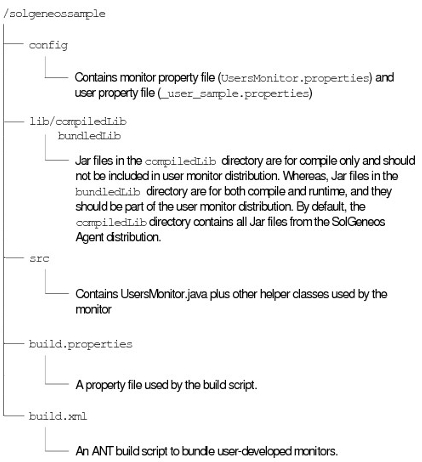 /solgeneossample
config
Contains monitor property file (UsersMonitor.properties) and
user property file (_user_sample.properties)
lib/compiledLib
bundledLib
Jar files in the compiledLib directory are for compile only and should
not be included in user monitor distribution. Whereas, Jar files in the
bundledLib directory are for both compile and runtime, and they
should be part of the user monitor distribution. By default, the
compiledLib directory contains all Jar files from the SolGeneos
Agent distribution.
src
Contains UsersMonitor.java plus other helper classes used by the
monitor
build.properties
A property file used by the build script.
build.xml
An ANT build script to bundle user-developed monitors.